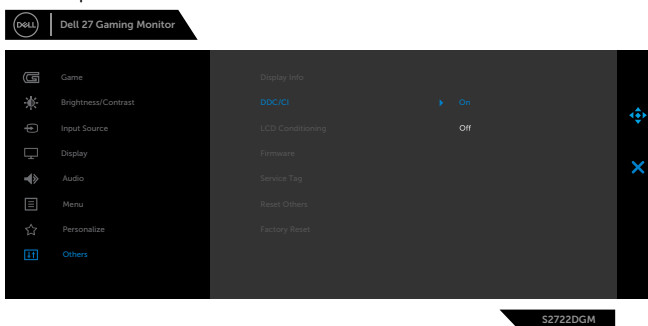 DELL
Dell 27 Gaming Monitor
Game
Display Info
Brightness/Contrast
DDC/CI
On
Input Source
LCD Conditioning
Off
Display
Firmware
Audio
Service Tag
Menu
Reset Others
Personalize
Factory Reset
Others
S2722DGM